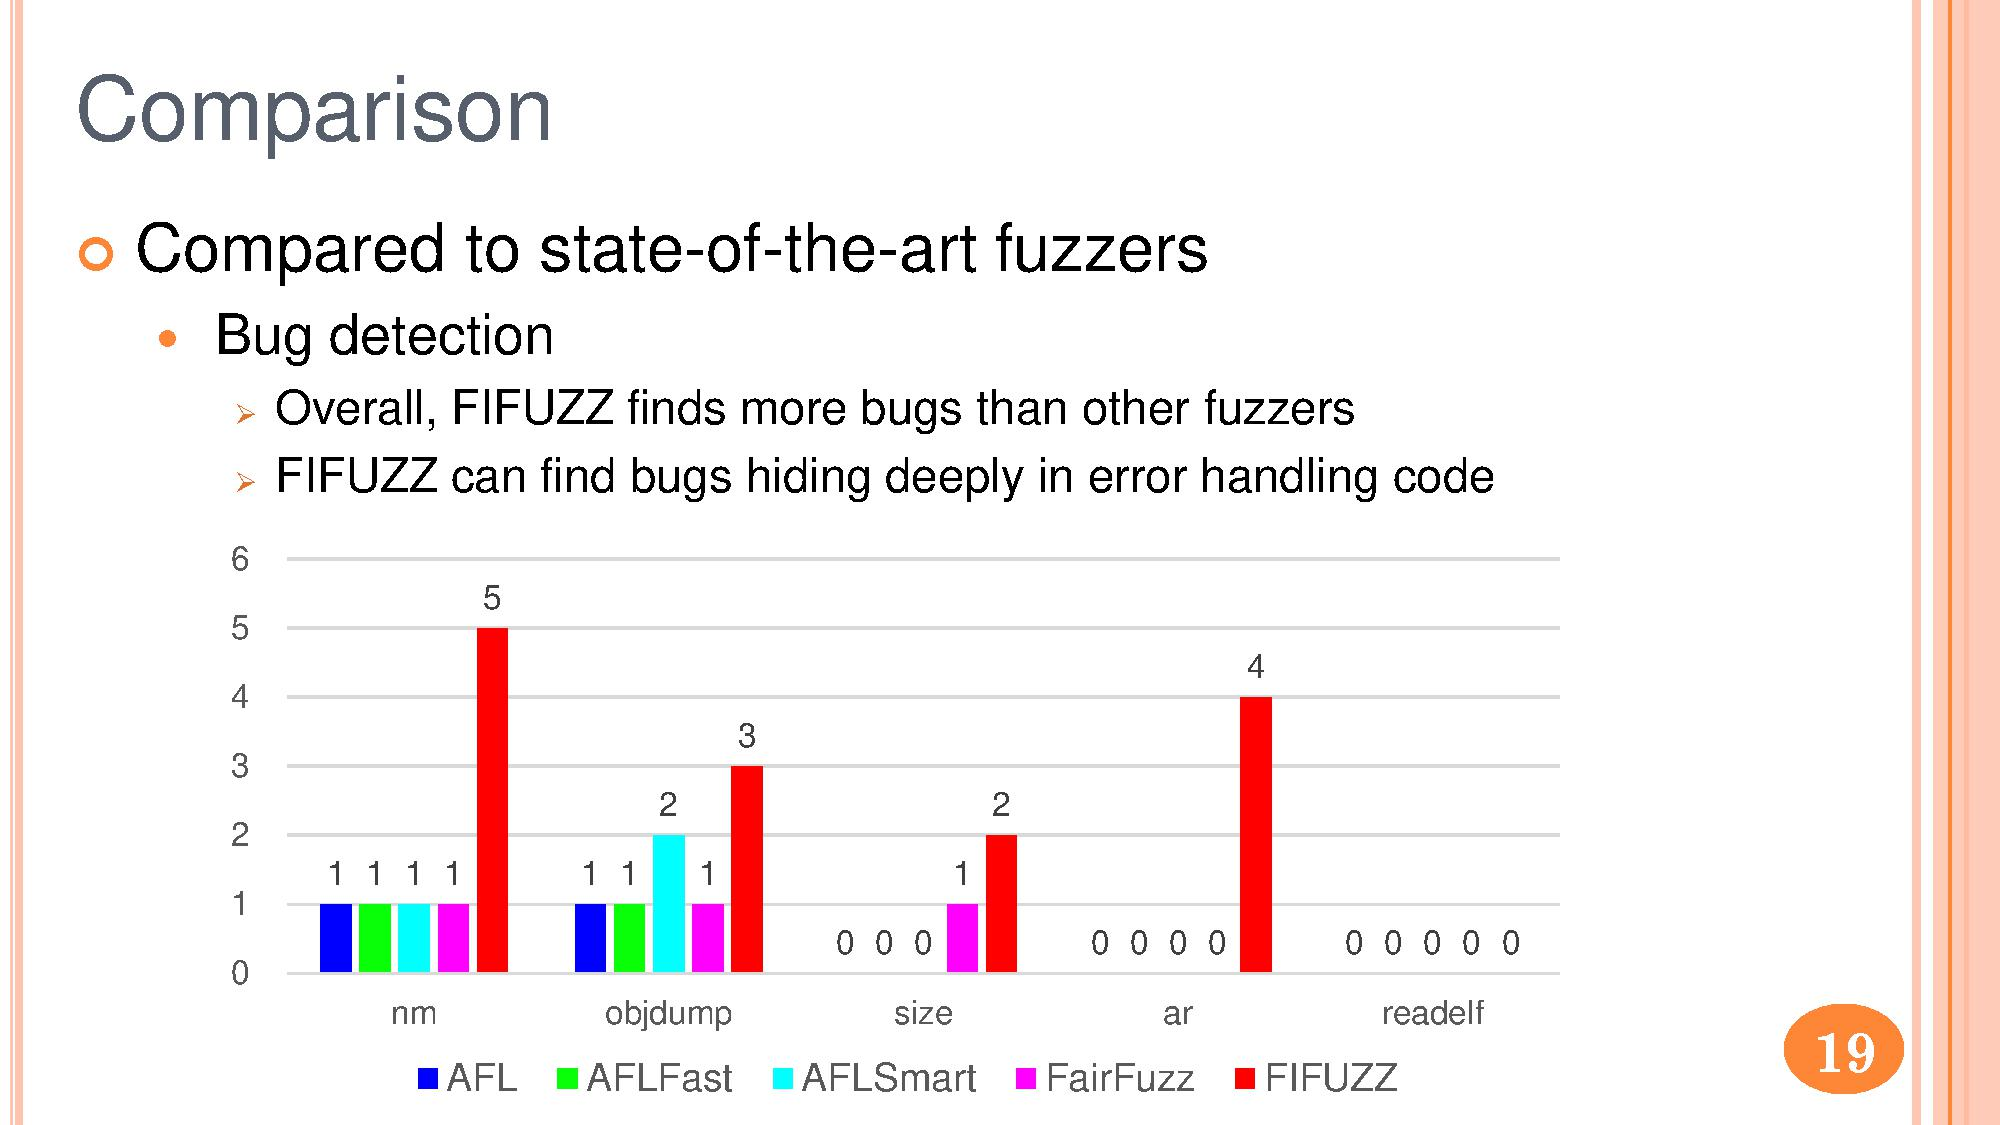 Comparison
Compared to state-of-the-art fuzzers
Bug detection
Overall, FIFUZZ finds more bugs than other fuzzers
FIFUZZ can find bugs hiding deeply in error handling code
6
5
4
3
2
1
0
1 1 1 1 5
1 1 2 1 3
0 0 0 1 2
0 0 0 0 4
0 0 0 0 0
nm objdump size ar readelf
AFL AFLFast AFLSmart FairFuzz FIFUZZ
19